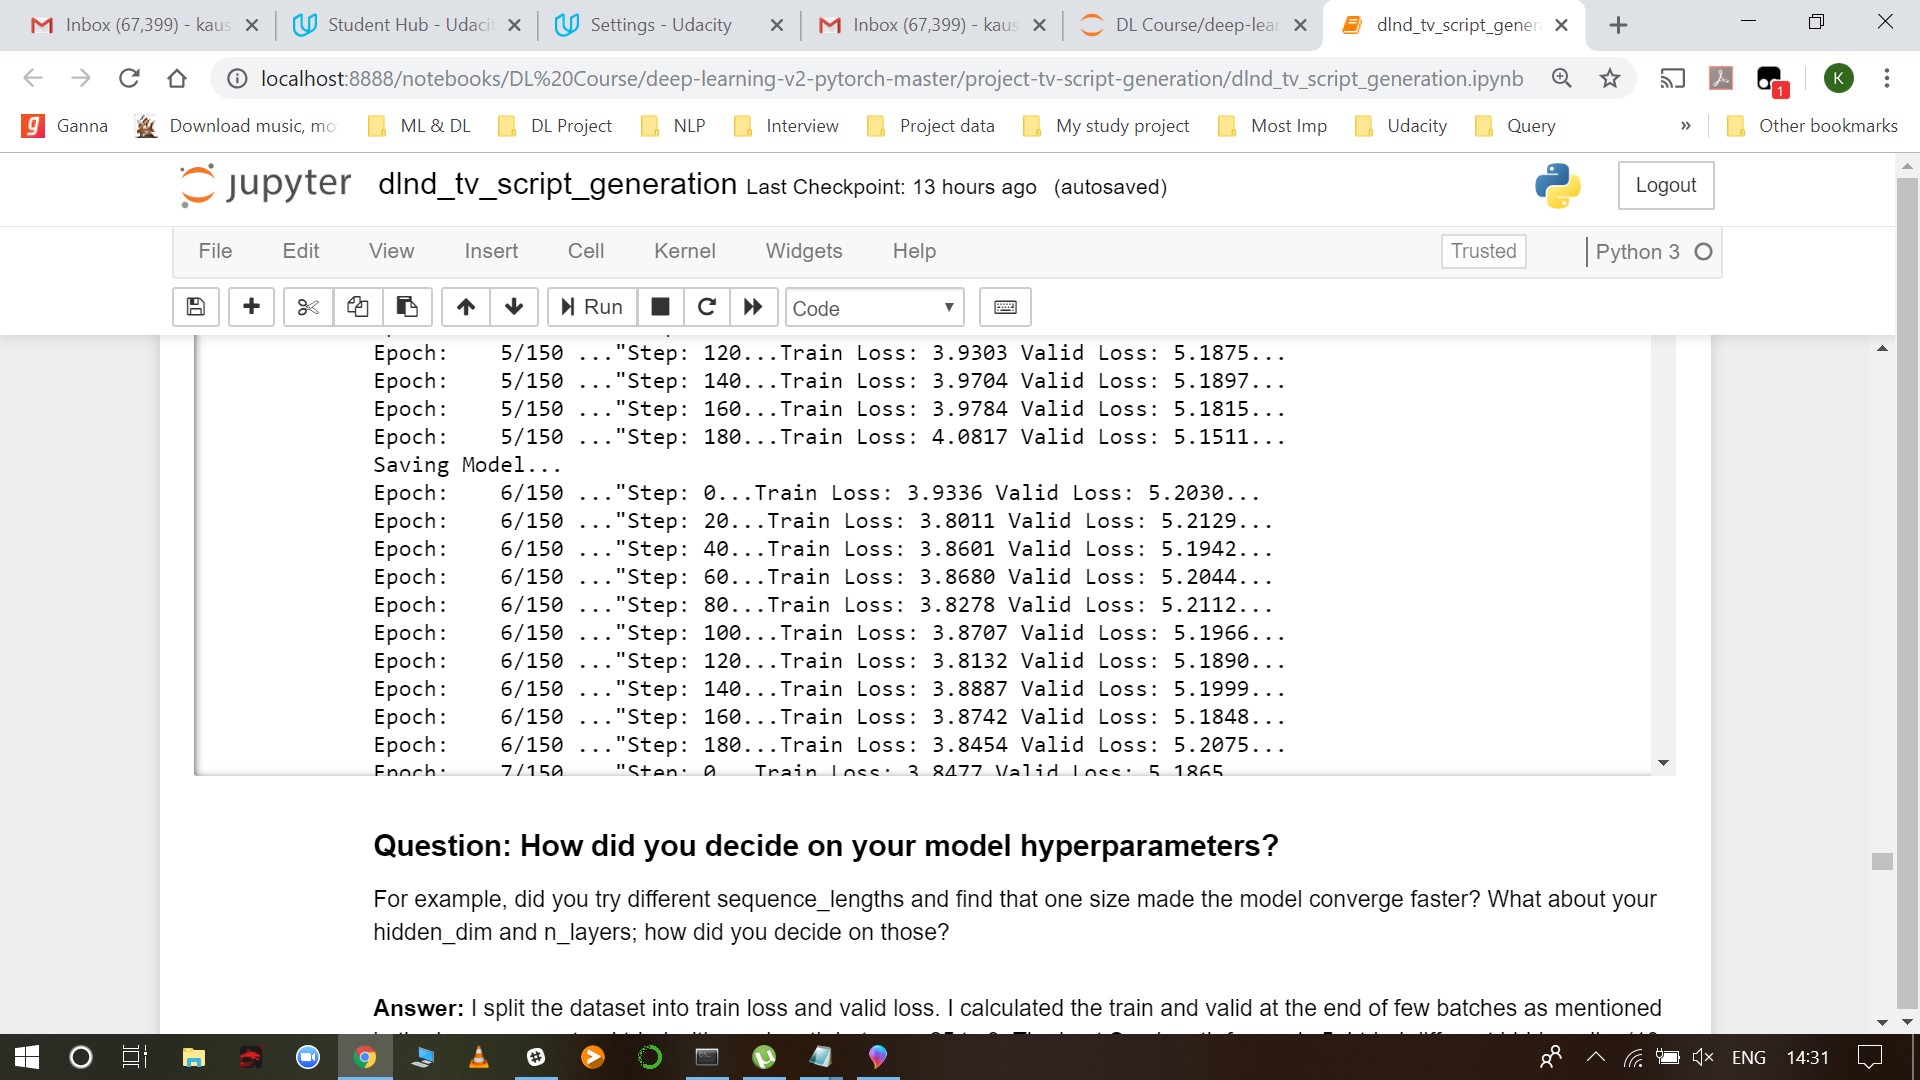 Inbox (67,399) - kaus
Student Hub - Udaci
Settings - Udacity
Inbox (67,399) - kaus
DL Course/deep-lear
dlnd_tv_script_gener
localhost:8888/notebooks/DL%20Course/deep-learning-v2-pytorch-master/project-tv-script-generation/dlnd_tv_script_generation.ipynb
1
K
g Ganna
Download music, mo
ML & DL
DL Project
NLP
Interview
Project data
My study project
Most Imp
Udacity
Query
»
Other bookmarks
jupyter dlnd_tv_script_generation Last Checkpoint: 13 hours ago (autosaved)
Logout
File Edit View Insert Cell Kernel Widgets Help
Trusted
Python 3
Run
Code
Epoch:    5/150 ..."Step: 120...Train Loss: 3.9303 Valid Loss: 5.1875...
Epoch:    5/150 ..."Step: 140...Train Loss: 3.9704 Valid Loss: 5.1897...
Epoch:    5/150 ..."Step: 160...Train Loss: 3.9784 Valid Loss: 5.1815...
Epoch:    5/150 ..."Step: 180...Train Loss: 4.0817 Valid Loss: 5.1511...
Saving Model...
Epoch:    6/150 ..."Step: 0...Train Loss: 3.9336 Valid Loss: 5.2030...
Epoch:    6/150 ..."Step: 20...Train Loss: 3.8011 Valid Loss: 5.2129...
Epoch:    6/150 ..."Step: 40...Train Loss: 3.8601 Valid Loss: 5.1942...
Epoch:    6/150 ..."Step: 60...Train Loss: 3.8680 Valid Loss: 5.2044...
Epoch:    6/150 ..."Step: 80...Train Loss: 3.8278 Valid Loss: 5.2112...
Epoch:    6/150 ..."Step: 100...Train Loss: 3.8707 Valid Loss: 5.1966...
Epoch:    6/150 ..."Step: 120...Train Loss: 3.8132 Valid Loss: 5.1890...
Epoch:    6/150 ..."Step: 140...Train Loss: 3.8887 Valid Loss: 5.1999...
Epoch:    6/150 ..."Step: 160...Train Loss: 3.8742 Valid Loss: 5.1848...
Epoch:    6/150 ..."Step: 180...Train Loss: 3.8454 Valid Loss: 5.2075...
Epoch:    7/150 ..."Step: 0...Train Loss: 3.8477 Valid Loss: 5.1865...
Question: How did you decide on your model hyperparameters?
For example, did you try different sequence_lengths and find that one size made the model converge faster? What about your
hidden_dim and n_layers; how did you decide on those?
Answer: I split the dataset into train loss and valid loss. I calculated the train and valid at the end of few batches as mentioned
ENG 14:31